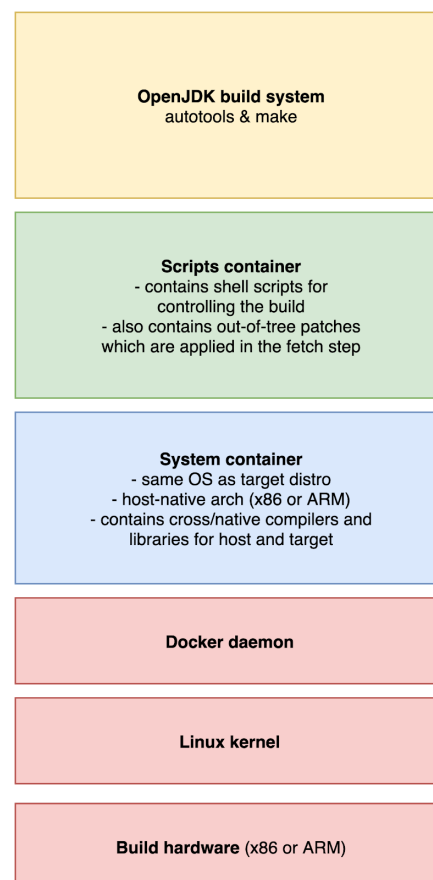 OpenJDK build system
autotools & make
Scripts container
- contains shell scripts for
controlling the build
- also contains out-of-tree patches
which are applied in the fetch step
System container
- same OS as target distro
- host-native arch (x86 or ARM)
- contains cross/native compilers and
libraries for host and target
Docker daemon
Linux kernel
Build hardware (x86 or ARM)